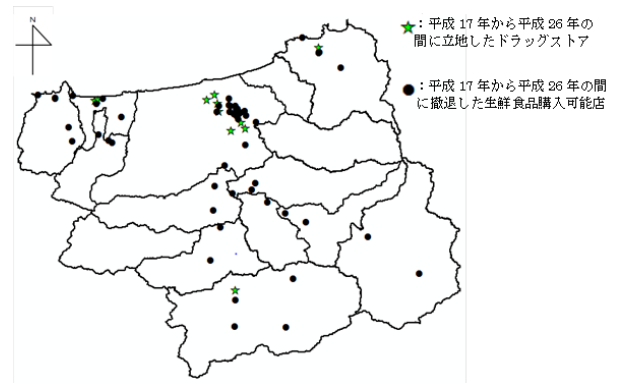 N
★：平成 17 年から平成 26 年の
間に立地したドラッグストア
●：平成 17 年から平成 26 年の間
に撤退した生鮮食品購入可能店